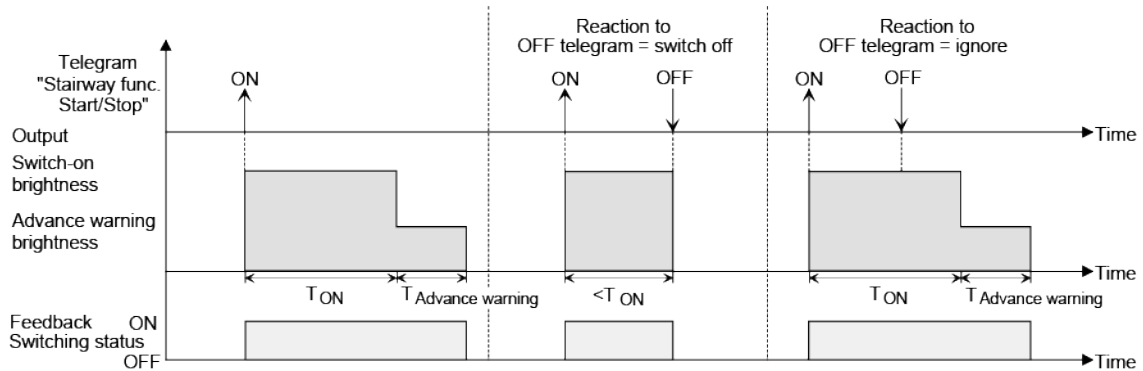 Reaction to
OFF telegram = switch off
Reaction to
OFF telegram = ignore
Telegram
"Stairway func.
Start/Stop"
ON
ON
OFF
ON
OFF
Time
Output
Switch-on
brightness
Advance warning
brightness
Time
T ON
T Advance warning
<T ON
T ON
T Advance warning
Feedback ON
Switching status
OFF
Time